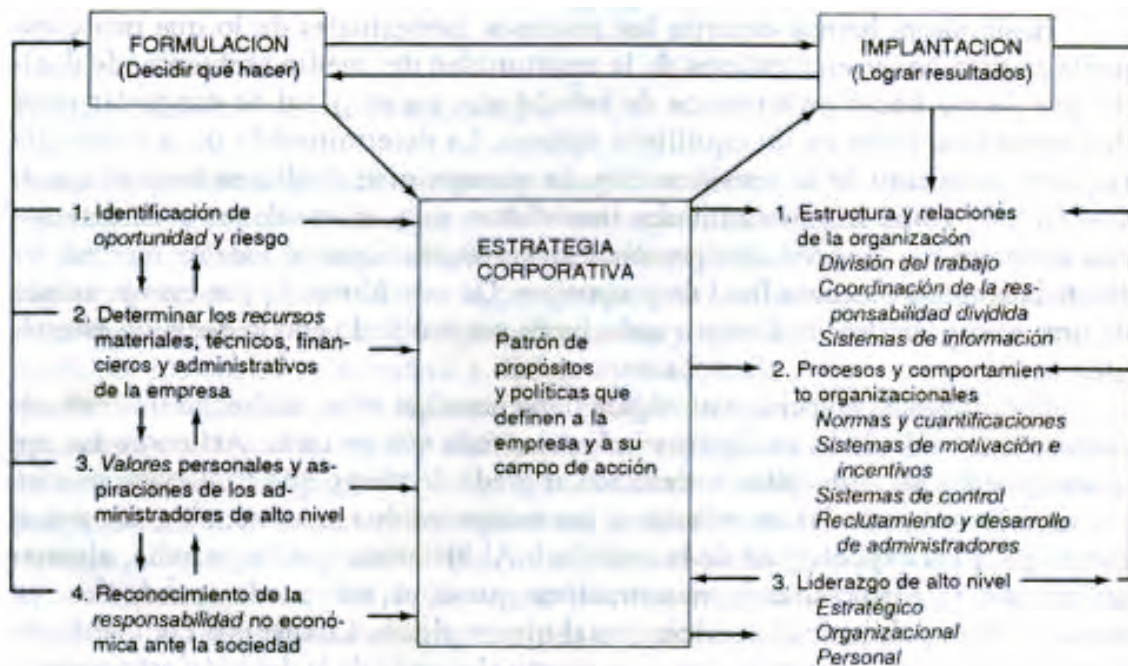 FORMULACION
(Decidir qué hacer)
IMPLANTACION
(Lograr resultados)
1. Identificación de
oportunidad y riesgo
2. Determinar los recursos
materiales, técnicos, finan-
cieros y administrativos
de la empresa
3. Valores personales y as-
piraciones de los ad-
ministradores de alto nivel
4. Reconocimiento de la
responsabilidad no econó-
mica ante la sociedad
ESTRATEGIA
CORPORATIVA
Patrón de
propósitos
y políticas que
definen a la
empresa y a su
campo de acción
1. Estructura y relaciones
de la organización
División del trabajo
Coordinación de la res-
ponsabilidad dividida
Sistemas de información
2. Procesos y comportamien
to organizacionales
Normas y cuantificaciones
Sistemas de motivación e
incentivos
Sistemas de control
Reclutamiento y desarrollo
de administradores
3. Liderazgo de alto nivel
Estratégico
Organizacional
Personal